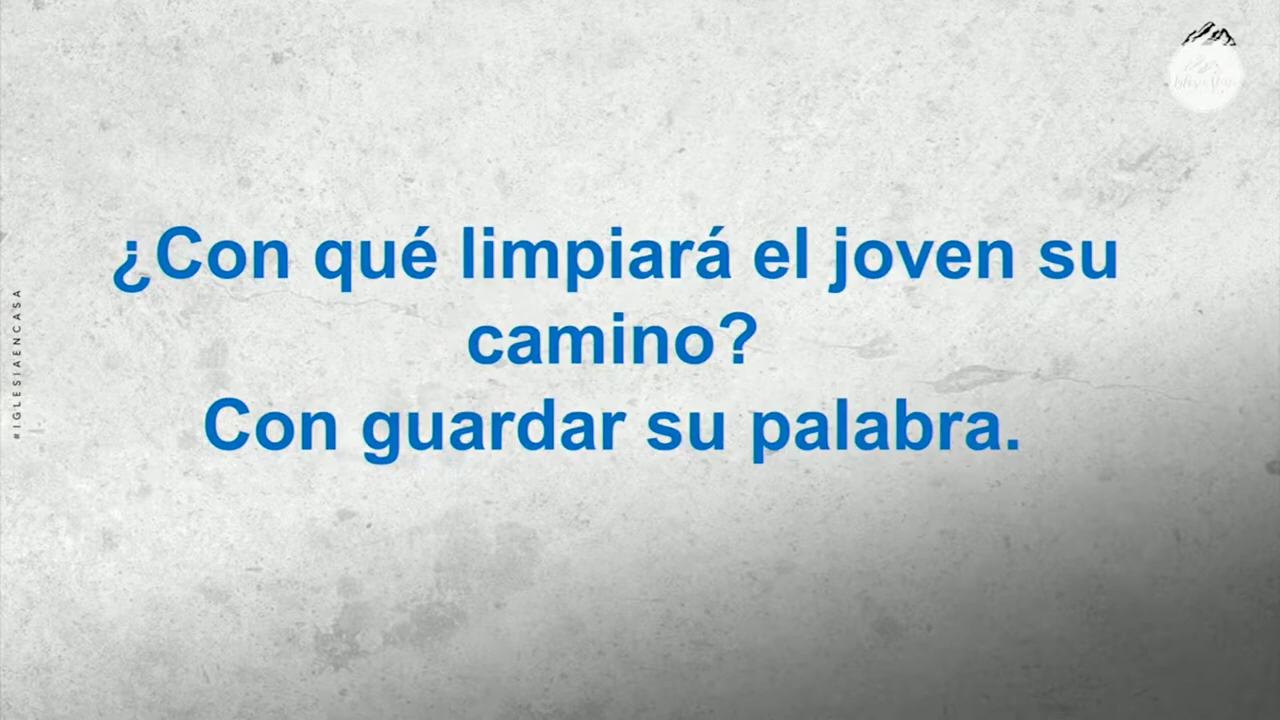 ¿Con qué limpiará el joven su
camino?
Con guardar su palabra.
#IGLESIAENCASA